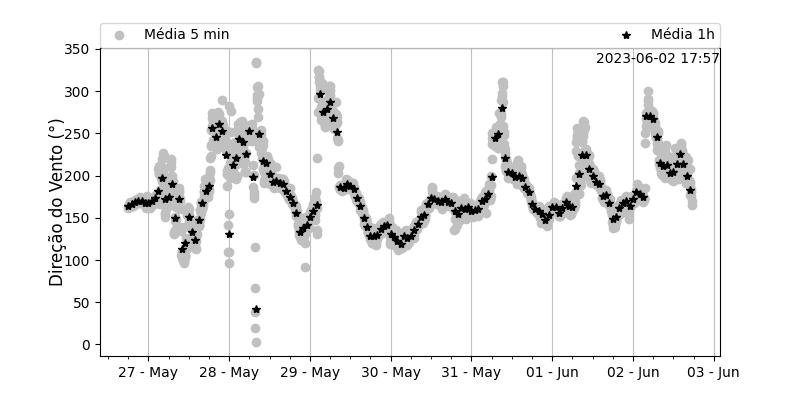 Média 5 min
Média 1h
2023-06-02 17:57
Direção do Vento (°)
350
300
250
200
150
100
50
0
27 - May
28 - May
29 - May
30 - May
31 - May
01 - Jun
02 - Jun
03 - Jun